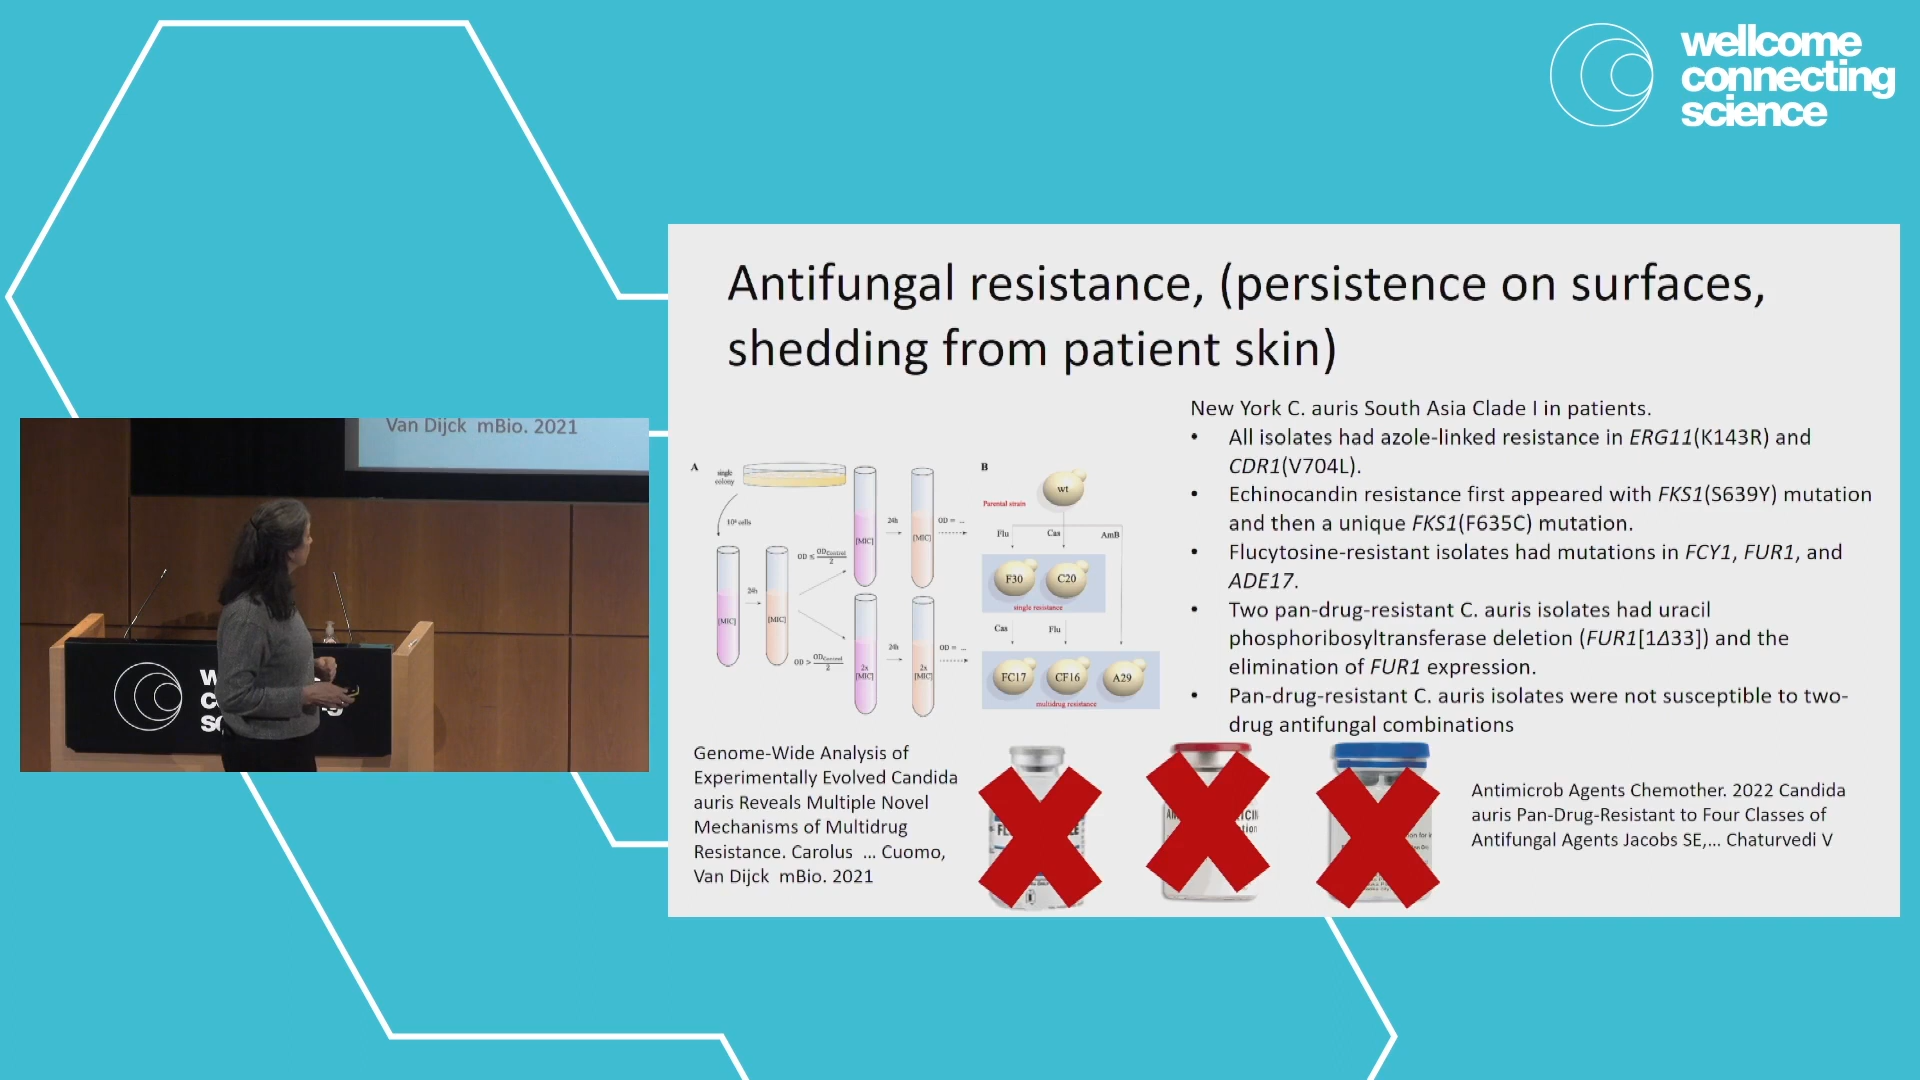 wellcome
connecting
science
Antifungal resistance, (persistence on surfaces,
shedding from patient skin)
New York C. auris South Asia Clade I in patients.
• All isolates had azole-linked resistance in ERG11(K143R) and
CDR1(V704L).
• Echinocandin resistance first appeared with FKS1(S639Y) mutation
and then a unique FKS1(F635C) mutation.
• Flucytosine-resistant isolates had mutations in FCY1, FUR1, and
ADE17.
• Two pan-drug-resistant C. auris isolates had uracil
phosphoribosyltransferase deletion (FUR1[1Δ33]) and the
elimination of FUR1 expression.
• Pan-drug-resistant C. auris isolates were not susceptible to two-
drug antifungal combinations
A
single
colony
10⁶ cells
[MIC]
24h
[MIC]
OD ≤ OD_Control/2
OD > OD_Control/2
[MIC]
24h
[MIC]
OD = ...
2x
[MIC]
24h
2x
[MIC]
OD = ...
B
wt
Parental strain
Flu
Cas
AmB
F30
C20
single resistance
Cas
Flu
FC17
CF16
A29
multidrug resistance
Genome-Wide Analysis of
Experimentally Evolved Candida
auris Reveals Multiple Novel
Mechanisms of Multidrug
Resistance. Carolus ... Cuomo,
Van Dijck mBio. 2021
Antimicrob Agents Chemother. 2022 Candida
auris Pan-Drug-Resistant to Four Classes of
Antifungal Agents Jacobs SE,... Chaturvedi V
Van Dijck mBio. 2021